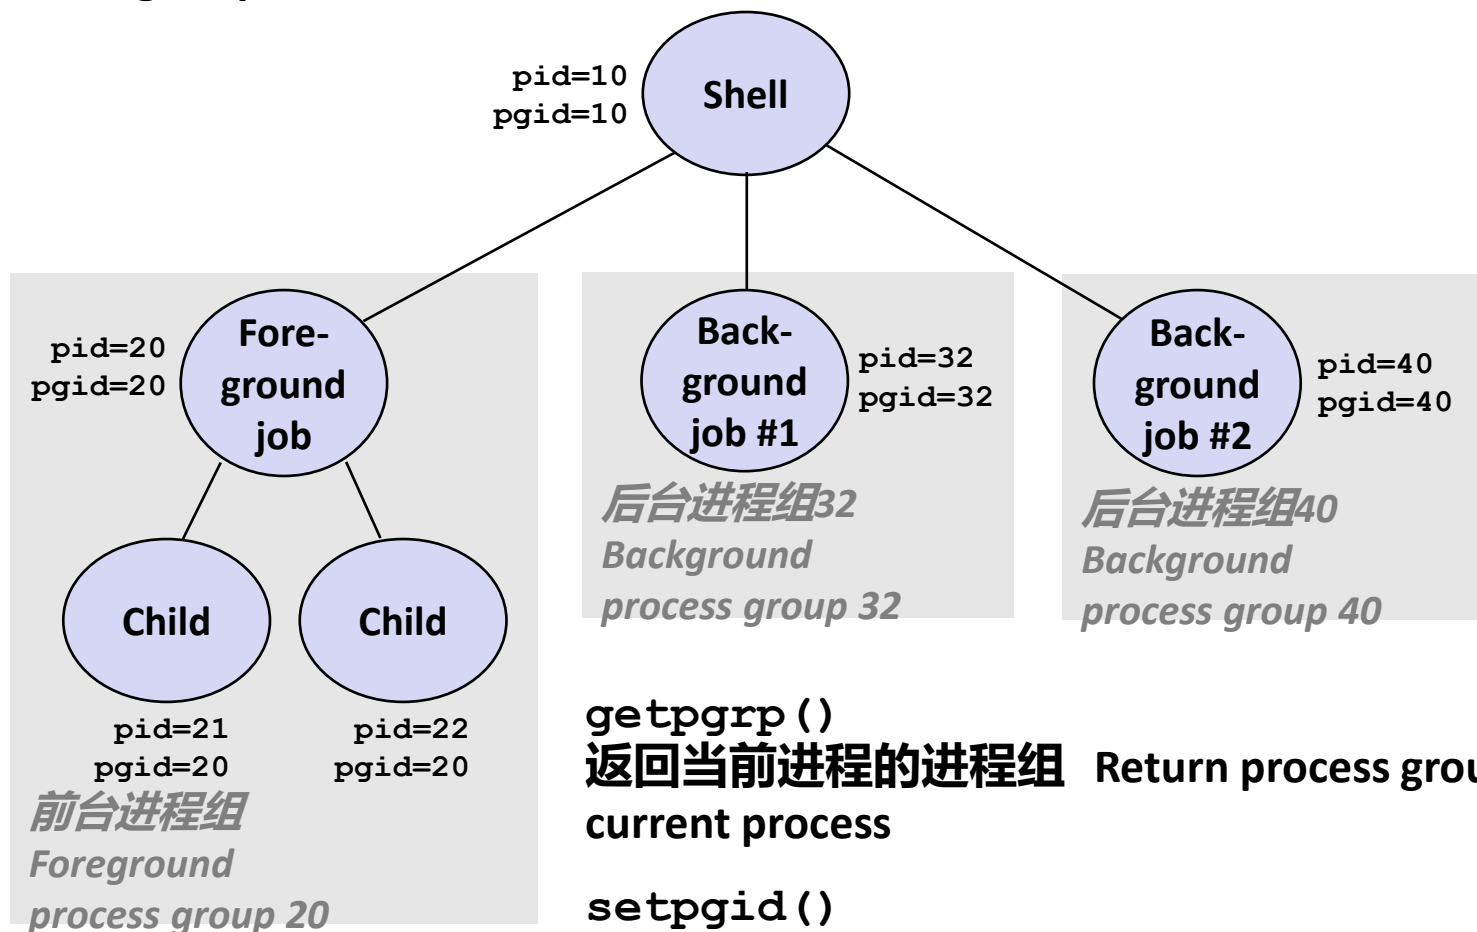 pid=10
pgid=10
Shell
pid=20
pgid=20
Fore-
ground
job
Back-
ground
job #1
pid=32
pgid=32
Back-
ground
job #2
pid=40
pgid=40
后台进程组32
Background
process group 32
后台进程组40
Background
process group 40
Child
Child
pid=21
pgid=20
pid=22
pgid=20
前台进程组
Foreground
process group 20
getpgrp()
返回当前进程的进程组 Return process grou
current process
setpgid()